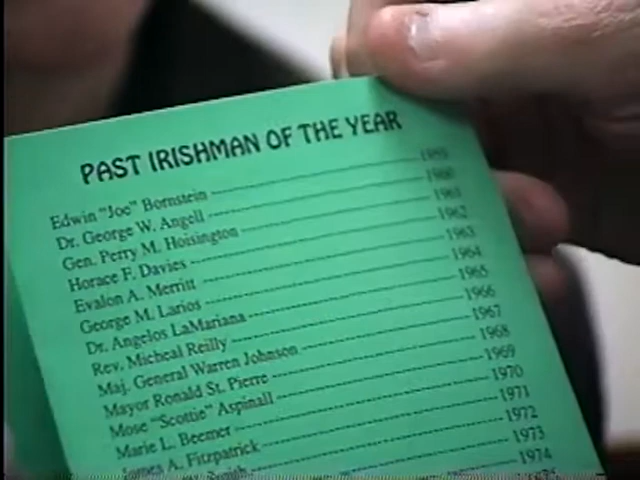 PAST IRISHMAN OF THE YEAR
Edwin "Joe" Bornstein 1959
Dr. George W. Angell 1960
Gen. Perry M. Hoisington 1961
Horace F. Davies 1962
Evalon A. Merritt 1963
George M. Larios 1964
Dr. Angelos LaMariana 1965
Rev. Micheal Reilly 1966
Maj. General Warren Johnson 1967
Mayor Ronald St. Pierre 1968
Mose "Scottie" Aspinall 1969
Marie L. Beemer 1970
James A. Fitzpatrick 1971
Smith 1972
1973
1974